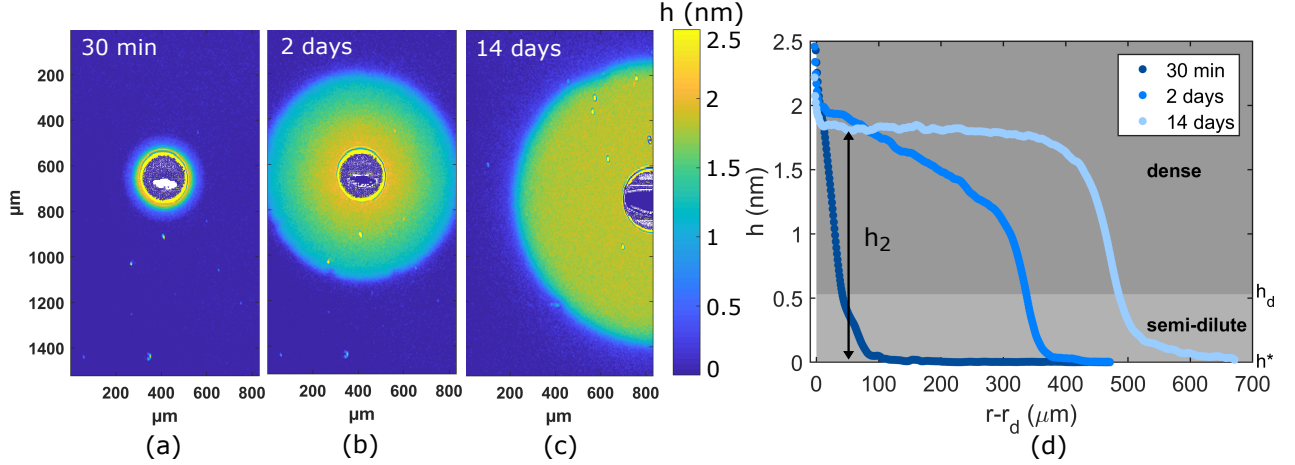 30 min
2 days
14 days
h (nm)
200
400
600
800
1000
1200
1400
μm
200 400 600 800
μm
(a)
200 400 600 800
μm
(b)
200 400 600 800
μm
(c)
2.5
2
1.5
1
0.5
0
2.5
2
1.5
1
0.5
0
h (nm)
30 min
2 days
14 days
dense
h2
hd
semi-dilute
h*
0 100 200 300 400 500 600 700
r-rd (μm)
(d)